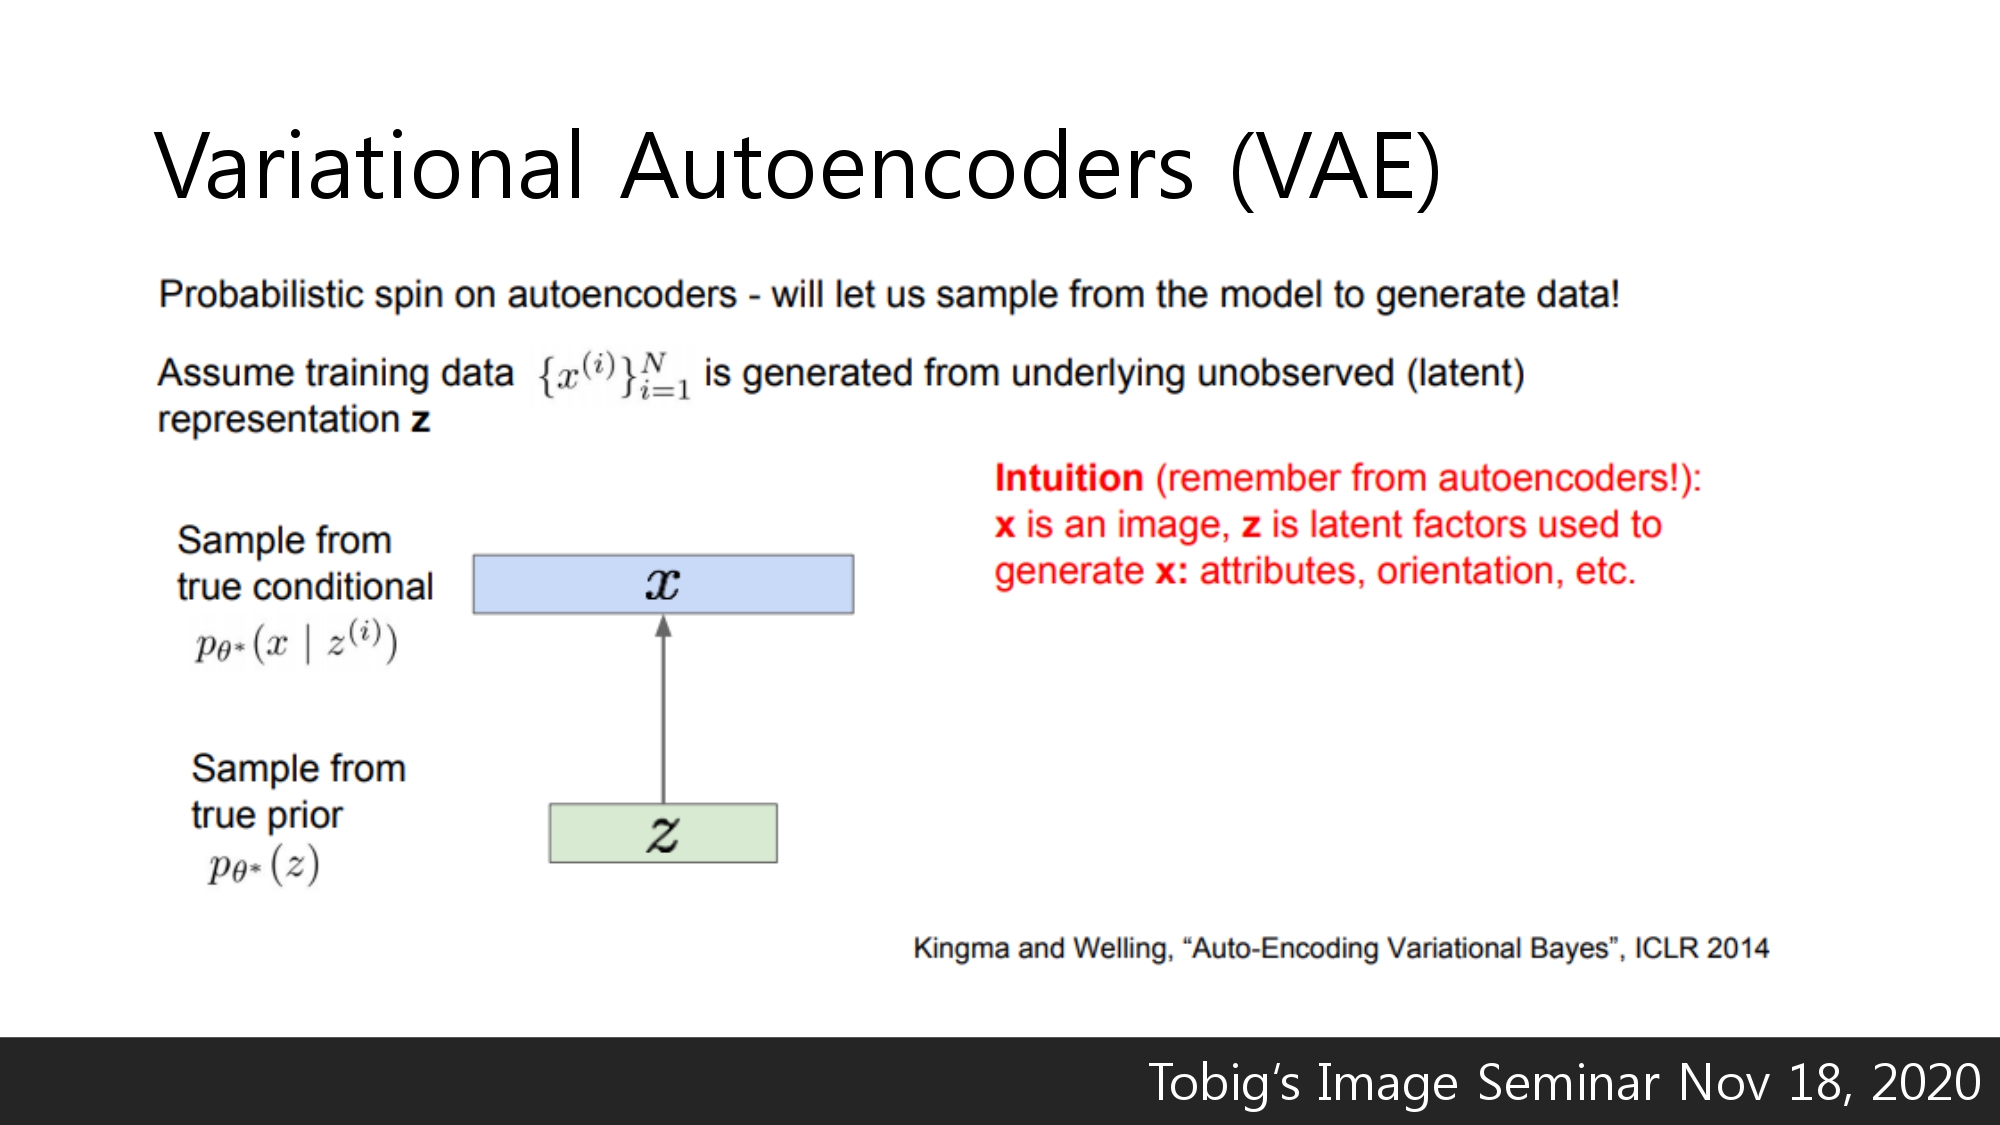 Variational Autoencoders (VAE)
Probabilistic spin on autoencoders - will let us sample from the model to generate data!
Assume training data $\{x^{(i)}\}_{i=1}^{N}$ is generated from underlying unobserved (latent)
representation z
Intuition (remember from autoencoders!):
x is an image, z is latent factors used to
generate x: attributes, orientation, etc.
Sample from
true conditional
$p_{\theta^*}(x \mid z^{(i)})$
x
Sample from
true prior
$p_{\theta^*}(z)$
z
Kingma and Welling, “Auto-Encoding Variational Bayes”, ICLR 2014
Tobig‘s Image Seminar Nov 18, 2020